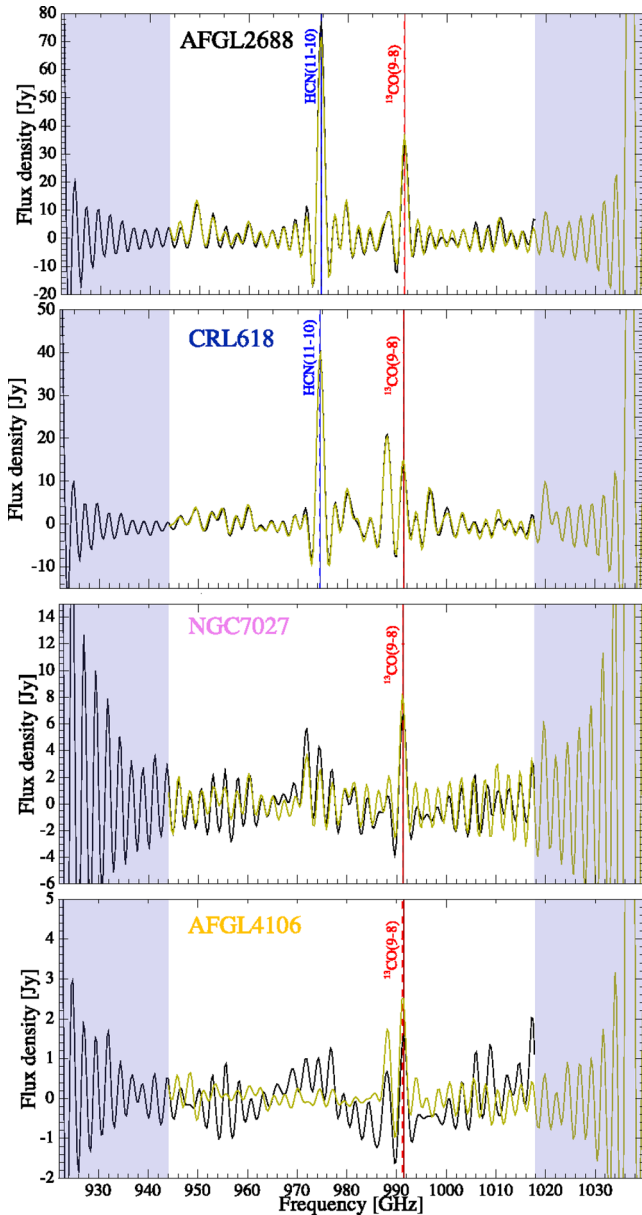 80
70
60
50
40
30
20
10
0
-10
20
Flux density [Jy]
AFGL2688
HCN(11-10)
¹³CO(9-8)
50
40
30
20
10
0
-10
Flux density [Jy]
CRL618
HCN(11-10)
¹³CO(9-8)
14
12
10
8
6
4
2
0
-2
-4
-6
Flux density [Jy]
NGC7027
¹³CO(9-8)
5
4
3
2
1
0
-1
-2
Flux density [Jy]
AFGL4106
¹³CO(9-8)
930 940 950 960 970 980 990 1000 1010 1020 1030
Frequency [GHz]